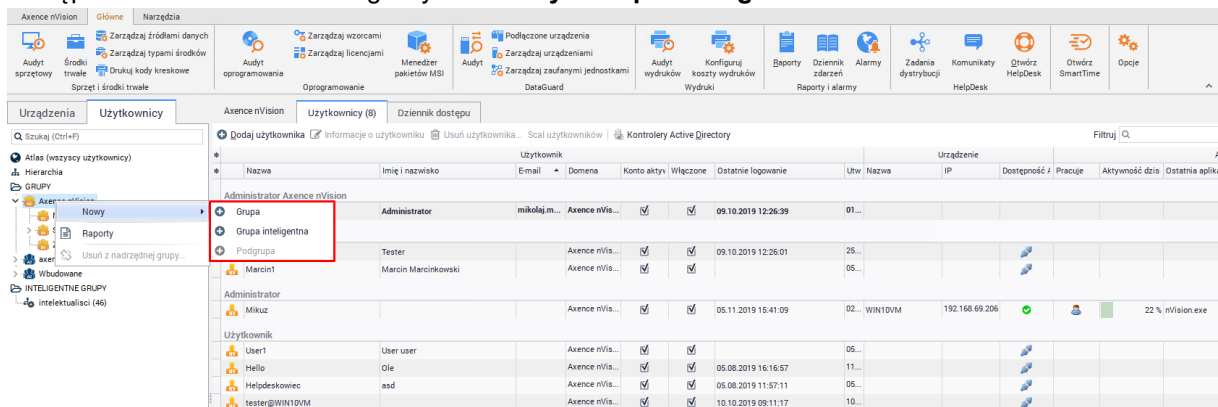 Axence nVision Główne Narzędzia
Audyt sprzętowy
Środki trwałe
Zarządzaj źródłami danych
Zarządzaj typami środków
Drukuj kody kreskowe
Sprzęt i środki trwałe
Audyt oprogramowania
Zarządzaj wzorcami
Zarządzaj licencjami
Menedżer pakietów MSI
Oprogramowanie
Audyt
Podłączone urządzenia
Zarządzaj urządzeniami
Zarządzaj zaufanymi jednostkami
DataGuard
Audyt wydruków
Konfiguruj koszty wydruków
Wydruki
Raporty
Dziennik zdarzeń
Alarmy
Raporty i alarmy
Zadania dystrybucji
Komunikaty
Otwórz HelpDesk
HelpDesk
Otwórz SmartTime
Opcje
Urządzenia Użytkownicy
Szukaj (Ctrl+F)
Atlas (wszyscy użytkownicy)
Hierarchia
GRUPY
Wbudowane
INTELIGENTNE GRUPY
intelektualisci (46)
Nowy
Raporty
Usuń z nadrzędnej grupy...
Grupa
Grupa inteligentna
Podgrupa
Axence nVision Użytkownicy (8) Dziennik dostępu
Dodaj użytkownika Informacje o użytkowniku Usuń użytkownika... Scal użytkowników Kontrolery Active Directory Filtruj
Użytkownik Urządzenie
Nazwa Imię i nazwisko E-mail Domena Konto aktyw Włączone Ostatnie logowanie Utw Nazwa IP Dostępność A Pracuje Aktywność dzis Ostatnia aplika
Administrator Axence nVision
Administrator mikolaj.m... Axence nVis... 09.10.2019 12:26:39 01...
Tester Axence nVis... 09.10.2019 12:26:01 25...
Marcin1 Marcin Marcinkowski Axence nVis... 05...
Administrator
Mikuz Axence nVis... 05.11.2019 15:41:09 02... WIN10VM 192.168.69.206 22 % nVision.exe
Użytkownik
User1 User user Axence nVis... 05...
Hello Ole Axence nVis... 05.08.2019 16:16:57 11...
Helpdeskowiec asd Axence nVis... 05.08.2019 11:57:11 05...
tester@WIN10VM Axence nVis... 10.10.2019 09:11:17 10...